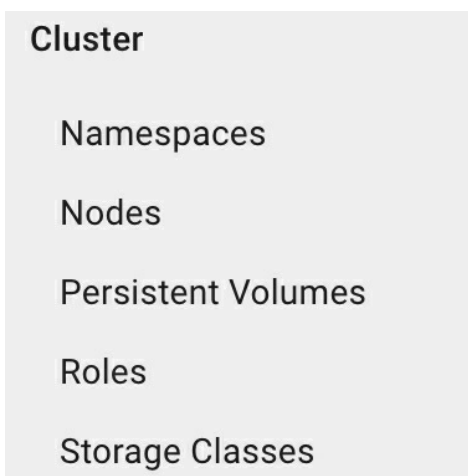 Cluster
Namespaces
Nodes
Persistent Volumes
Roles
Storage Classes